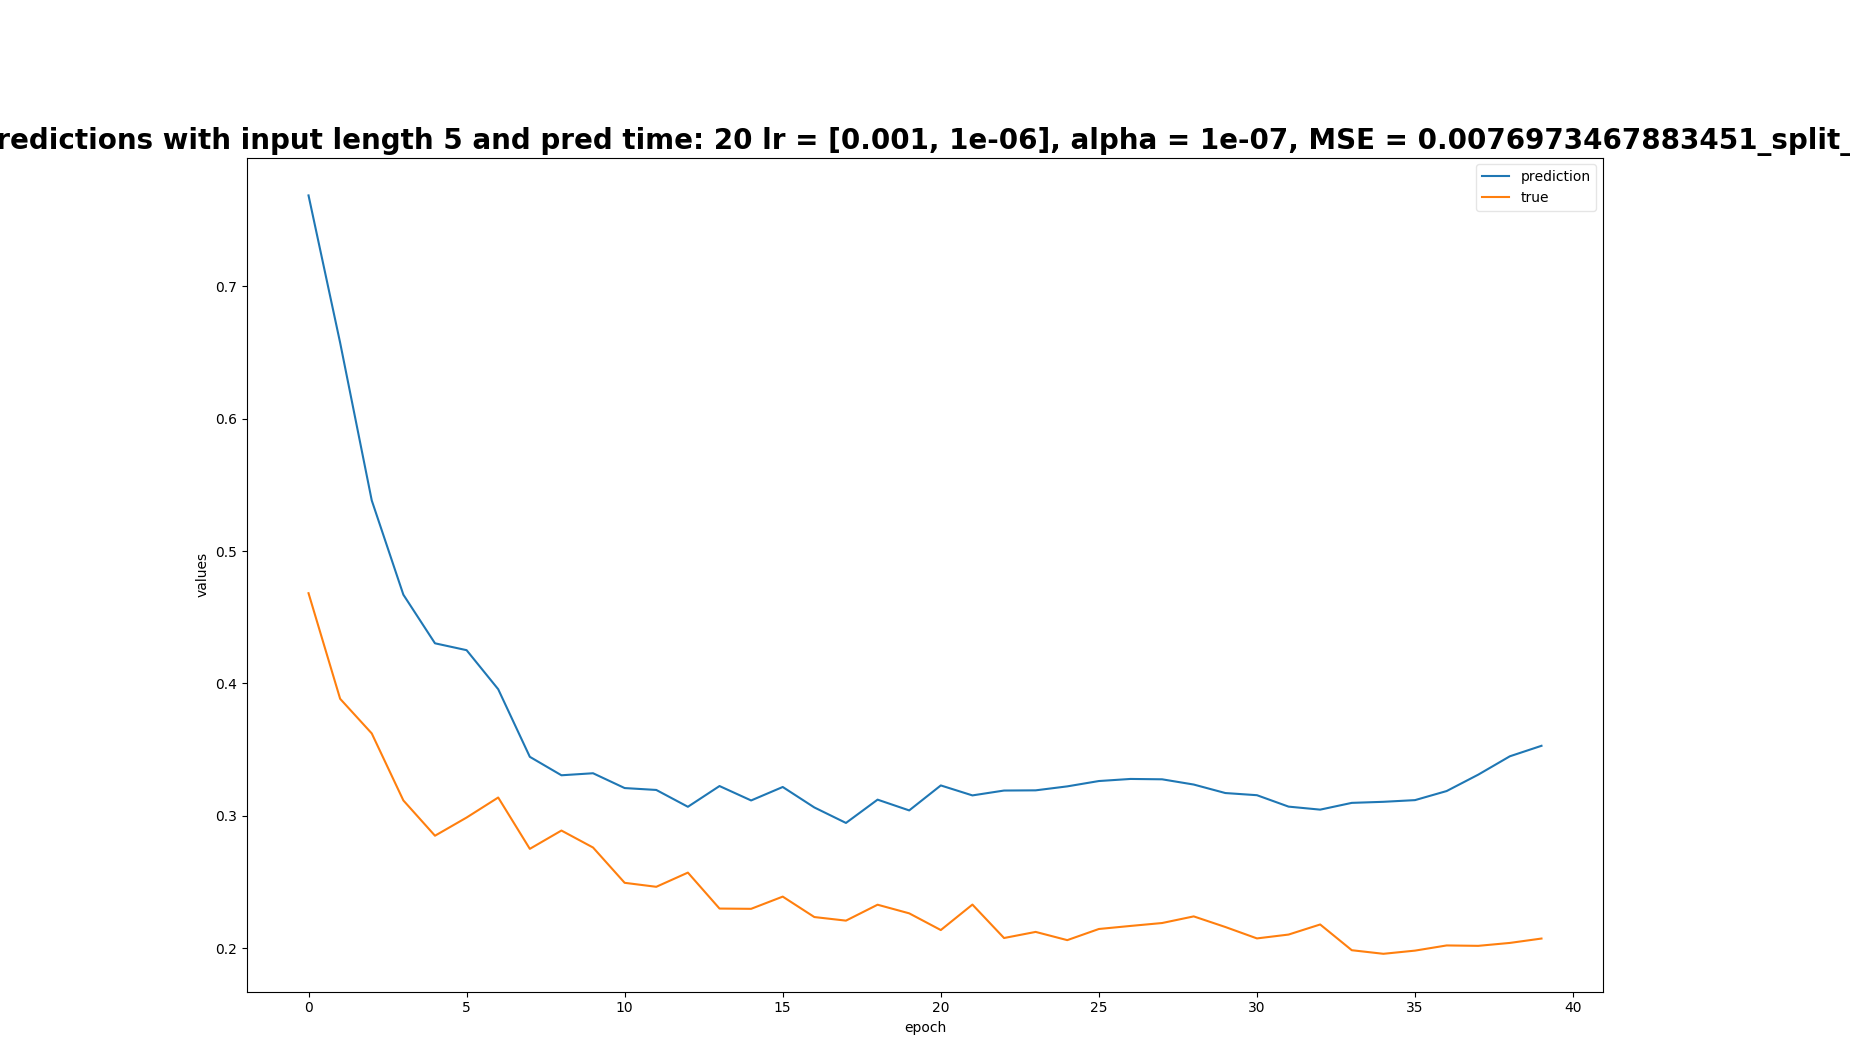 redictions with input length 5 and pred time: 20 lr = [0.001, 1e-06], alpha = 1e-07, MSE = 0.0076973467883451_split_
prediction
true
0.7
0.6
0.5
0.4
0.3
0.2
values
0 5 10 15 20 25 30 35 40
epoch